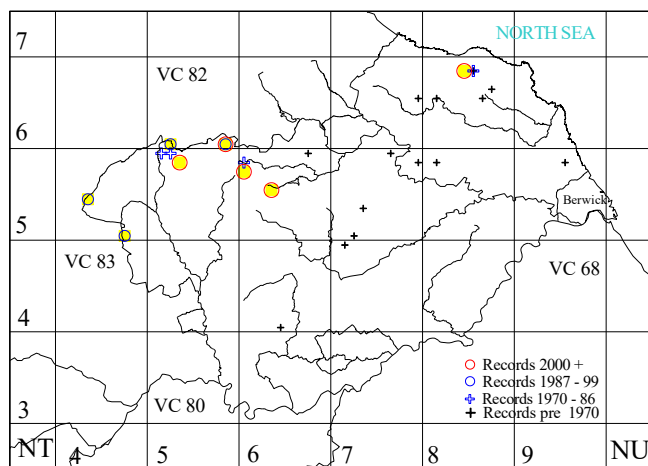 7
NORTH SEA
VC 82
6
Berwick
5
VC 83
VC 68
4
Records 2000 +
Records 1987 - 99
Records 1970 - 86
VC 80
Records pre 1970
3
NT 4 5 6 7 8 9 NU